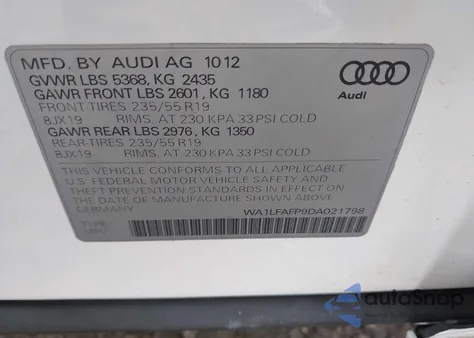 MFD. BY AUDI AG 10 12
GVWR LBS 5368, KG 2435
GAWR FRONT LBS 2601, KG 1180
FRONT-TIRES 235/55 R19
8JX19 RIMS, AT 230 KPA 33 PSI COLD
GAWR REAR LBS 2976, KG 1350
REAR-TIRES 235/55 R19
8JX19 RIMS, AT 230 KPA 33 PSI COLD
Audi
THIS VEHICLE CONFORMS TO ALL APPLICABLE
U.S. FEDERAL MOTOR VEHICLE SAFETY AND
THEFT PREVENTION STANDARDS IN EFFECT ON
THE DATE OF MANUFACTURE SHOWN ABOVE.
GERMANY WA1LFAFP9DA021798
TYPE
MPV
autoSnap